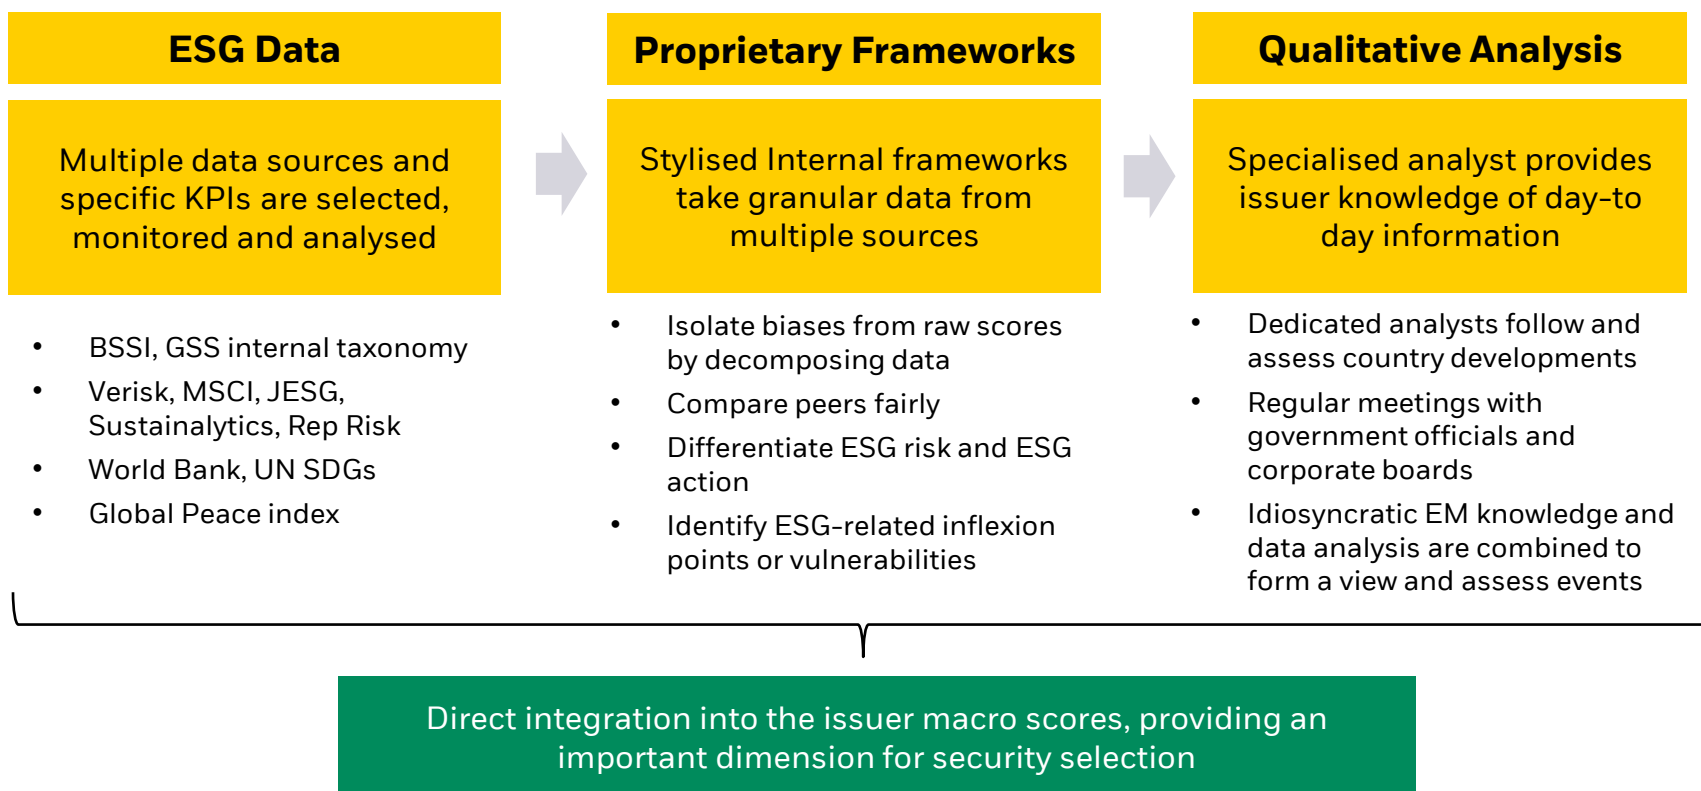 ESG Data
Multiple data sources and
specific KPIs are selected,
monitored and analysed
• BSSI, GSS internal taxonomy
• Verisk, MSCI, JESG,
Sustainalytics, Rep Risk
• World Bank, UN SDGs
• Global Peace index
Proprietary Frameworks
Stylised Internal frameworks
take granular data from
multiple sources
• Isolate biases from raw scores
by decomposing data
• Compare peers fairly
• Differentiate ESG risk and ESG
action
• Identify ESG-related inflexion
points or vulnerabilities
Qualitative Analysis
Specialised analyst provides
issuer knowledge of day-to
day information
• Dedicated analysts follow and
assess country developments
• Regular meetings with
government officials and
corporate boards
• Idiosyncratic EM knowledge and
data analysis are combined to
form a view and assess events
Direct integration into the issuer macro scores, providing an
important dimension for security selection